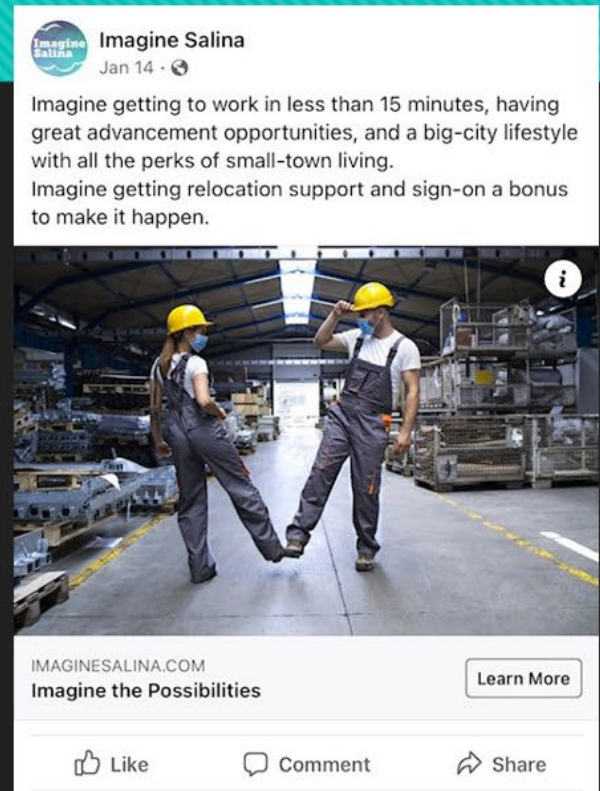 Imagine
Salina
Imagine Salina
Jan 14 ·
Imagine getting to work in less than 15 minutes, having
great advancement opportunities, and a big-city lifestyle
with all the perks of small-town living.
Imagine getting relocation support and sign-on a bonus
to make it happen.
i
IMAGINESALINA.COM
Imagine the Possibilities
Learn More
Like
Comment
Share